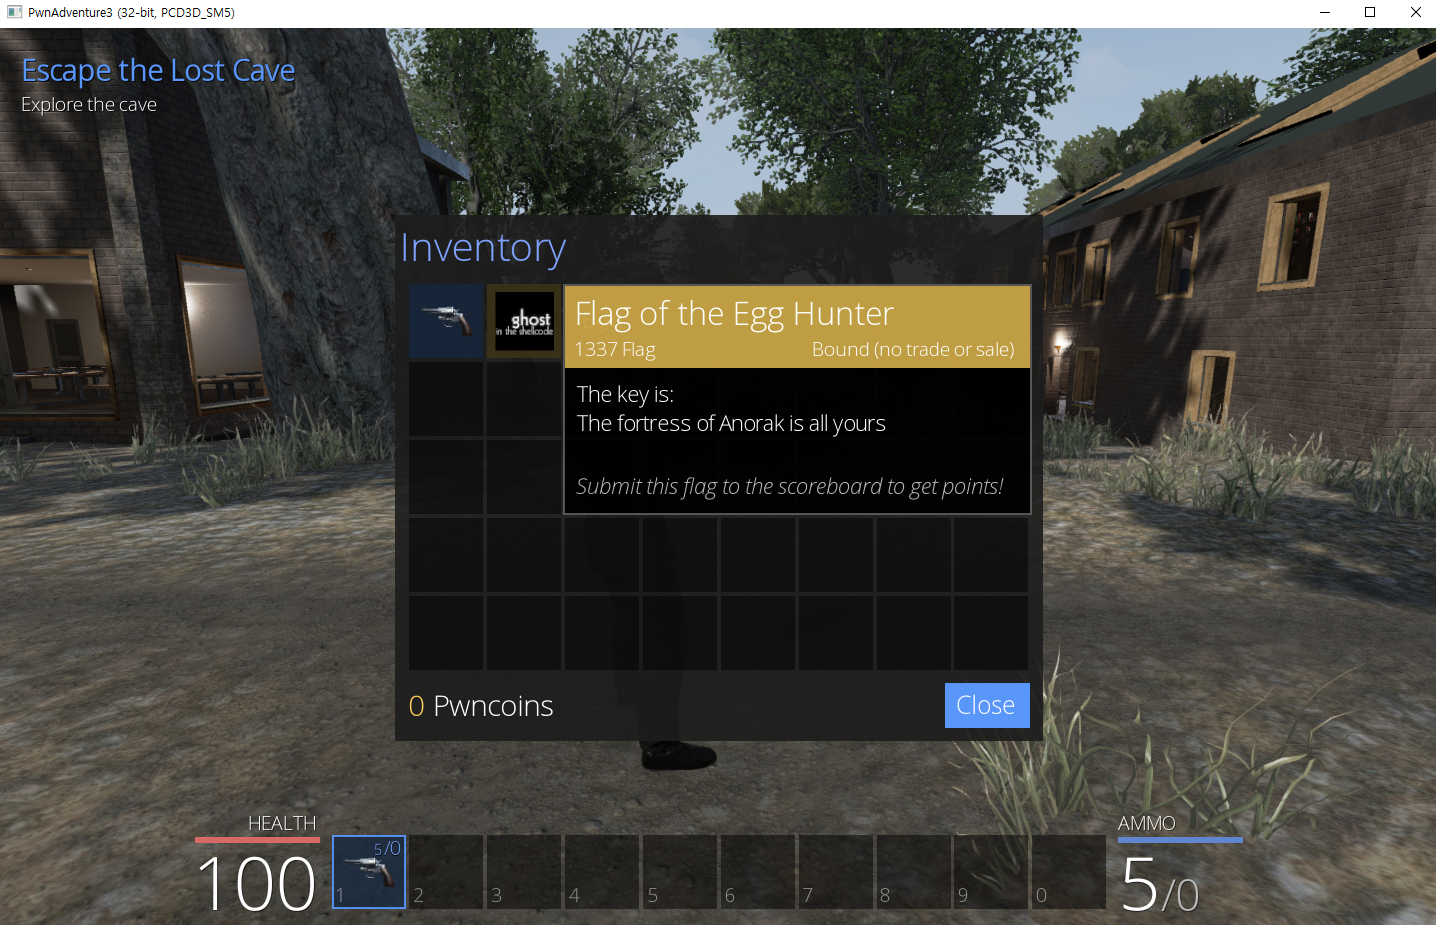 PwnAdventure3 (32-bit, PCD3D_SM5)
Escape the Lost Cave
Explore the cave
Inventory
ghost
in the shellcode
Flag of the Egg Hunter
1337 Flag
Bound (no trade or sale)
The key is:
The fortress of Anorak is all yours
Submit this flag to the scoreboard to get points!
0 Pwncoins
Close
HEALTH
100
5/0
1
2
3
4
5
6
7
8
9
0
AMMO
5/0